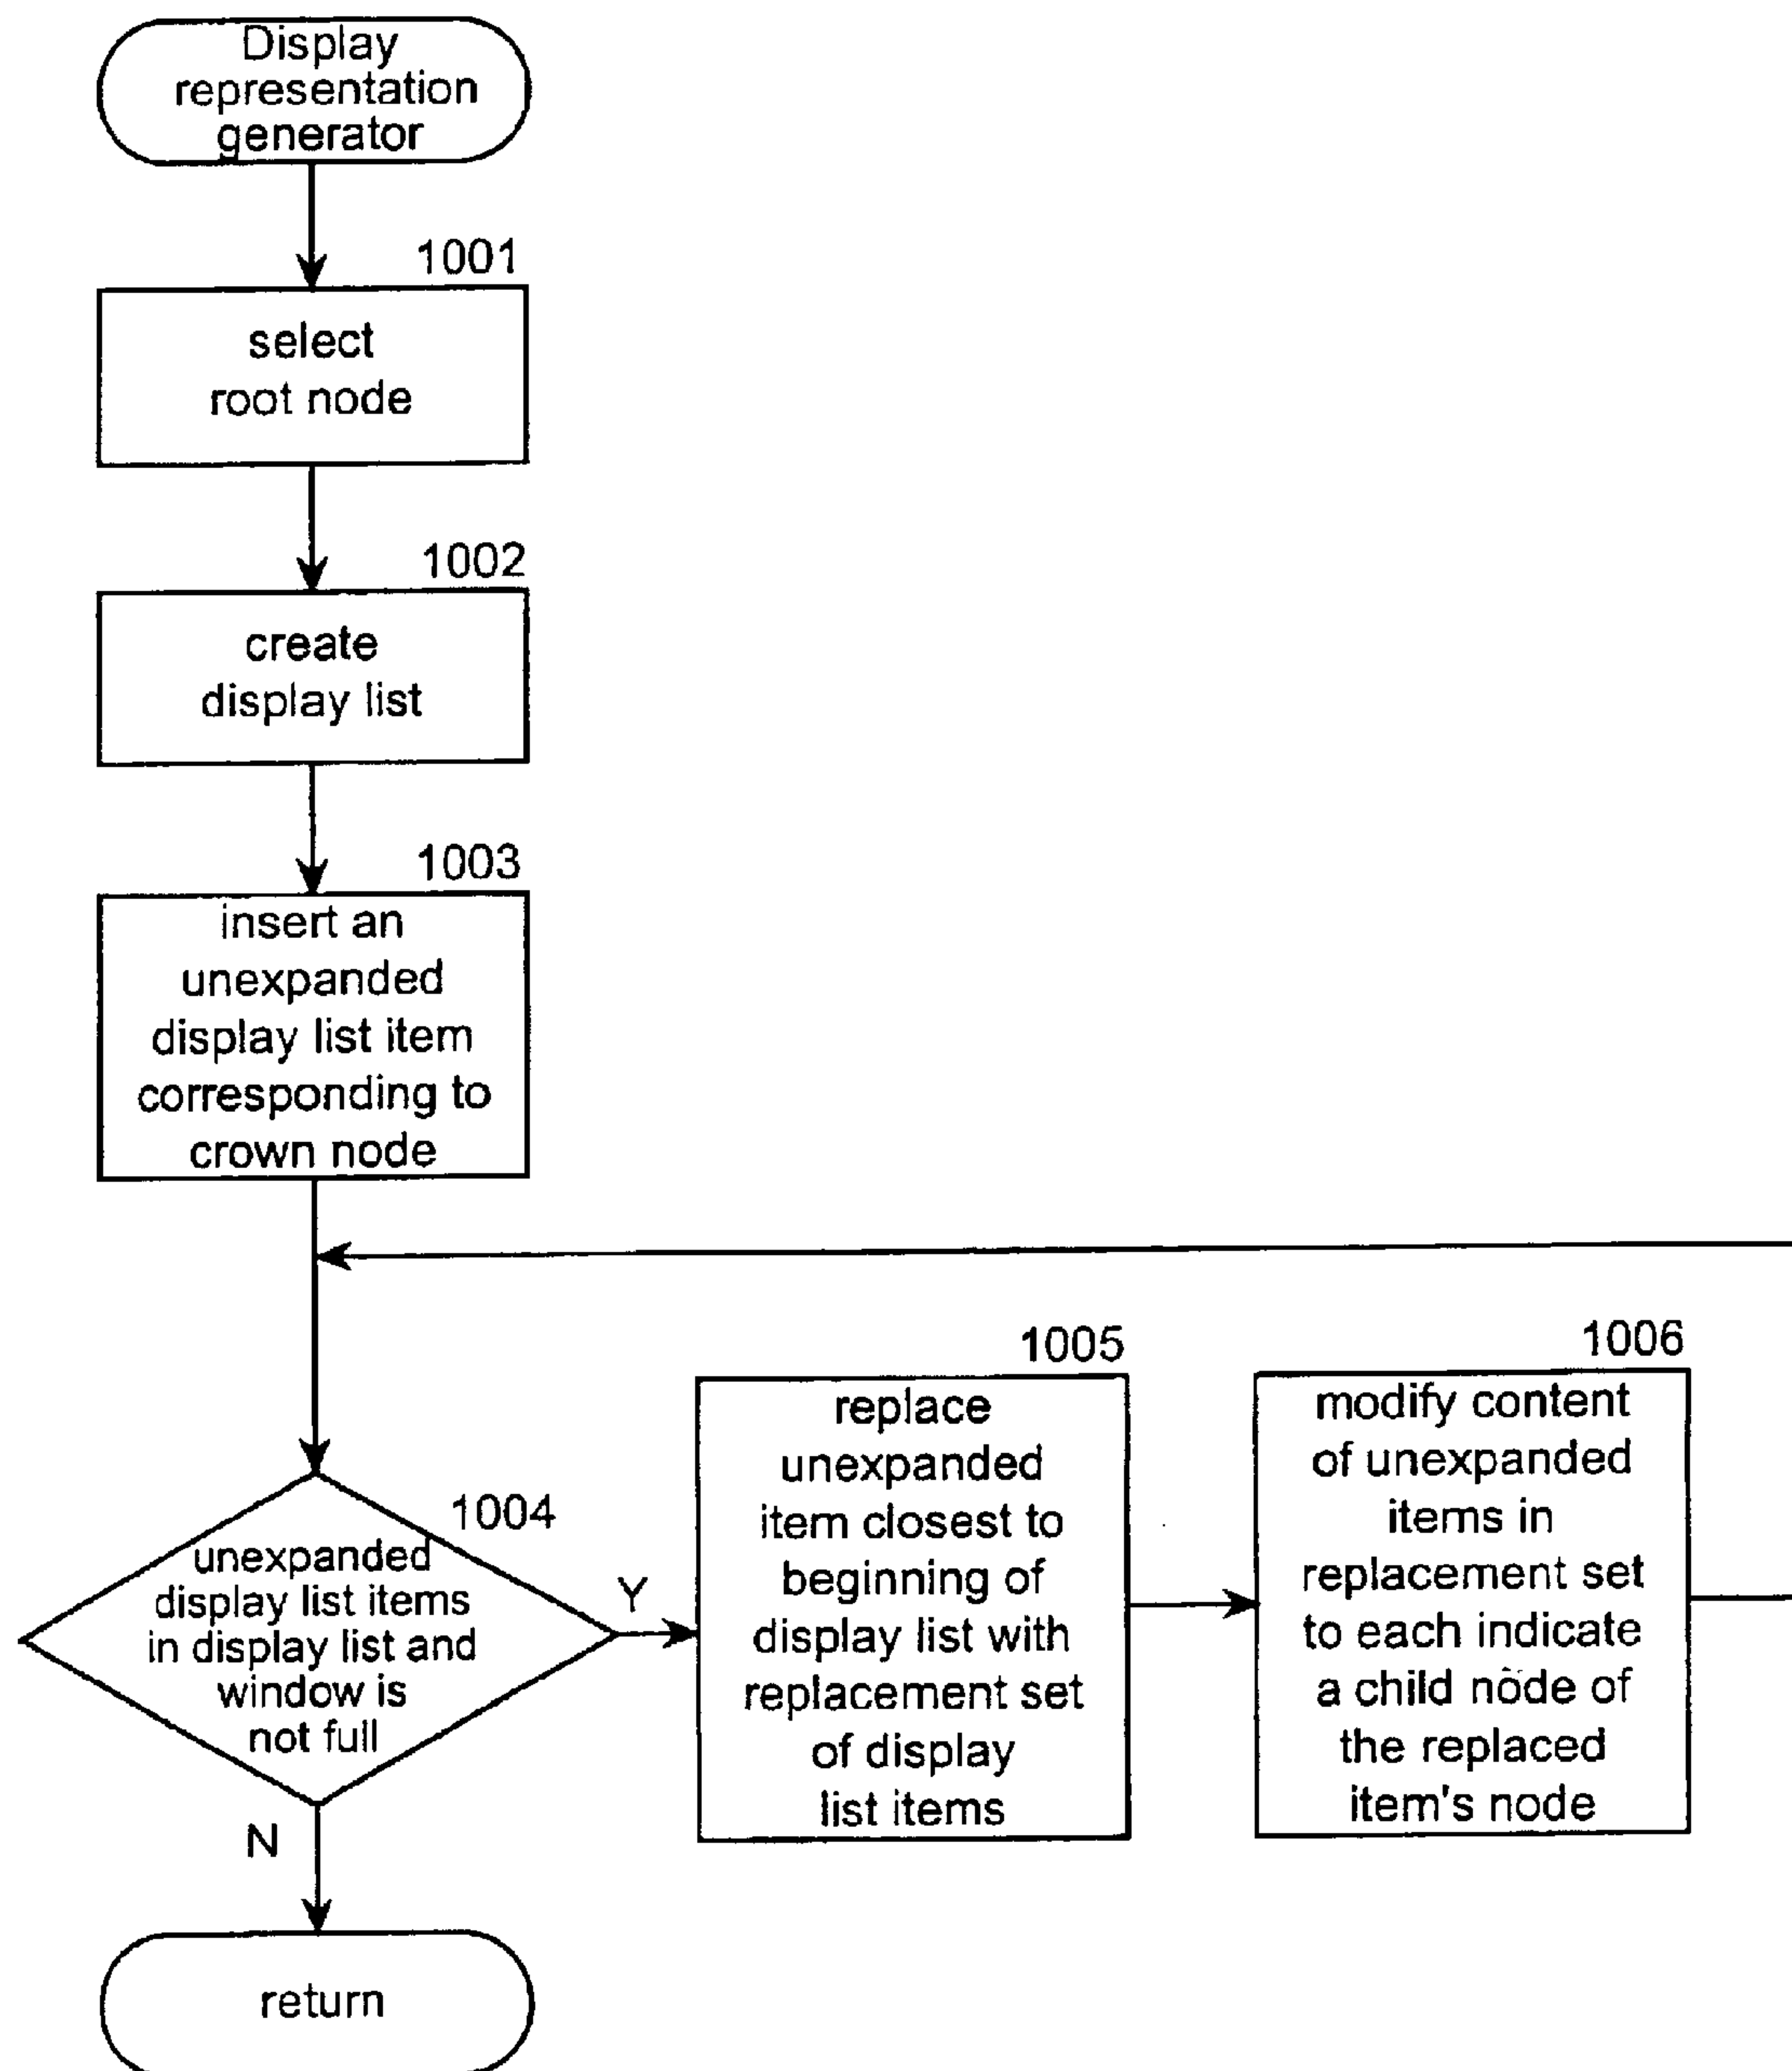 Display
representation
generator
1001
select
root node
1002
create
display list
1003
insert an
unexpanded
display list item
corresponding to
crown node
1004
unexpanded
display list items
in display list and
window is
not full
Y
N
1005
replace
unexpanded
item closest to
beginning of
display list with
replacement set
of display
list items
1006
modify content
of unexpanded
items in
replacement set
to each indicate
a child node of
the replaced
item's node
return